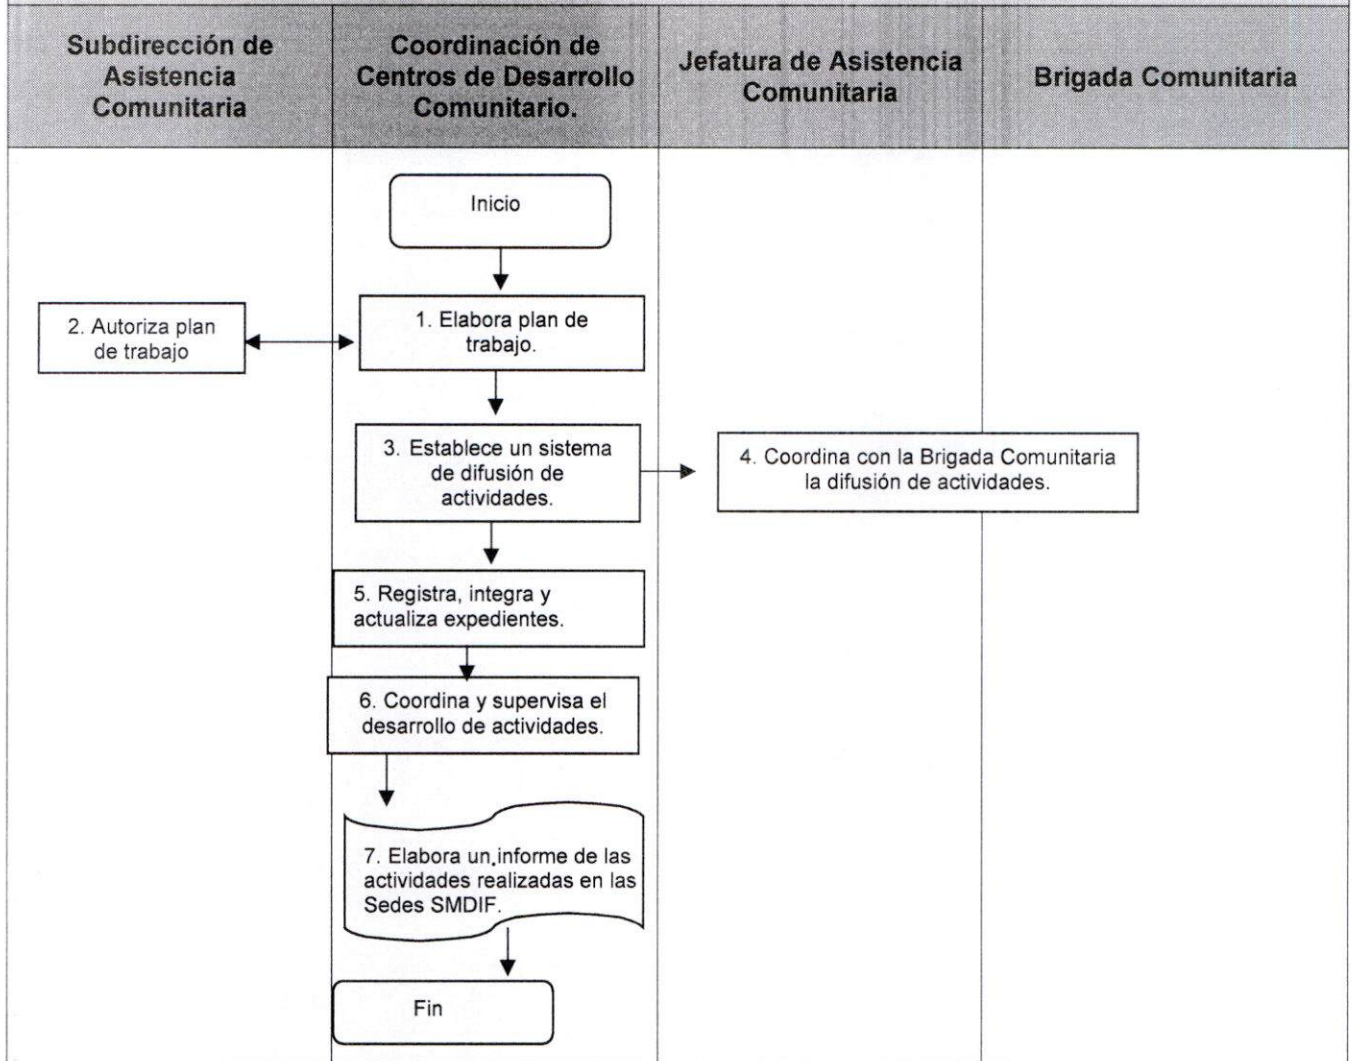 Subdirección de
Asistencia
Comunitaria
Coordinación de
Centros de Desarrollo
Comunitario.
Jefatura de Asistencia
Comunitaria
Brigada Comunitaria
Inicio
1. Elabora plan de
trabajo.
2. Autoriza plan
de trabajo
3. Establece un sistema
de difusión de
actividades.
4. Coordina con la Brigada Comunitaria
la difusión de actividades.
5. Registra, integra y
actualiza expedientes.
6. Coordina y supervisa el
desarrollo de actividades.
7. Elabora un informe de las
actividades realizadas en las
Sedes SMDIF.
Fin